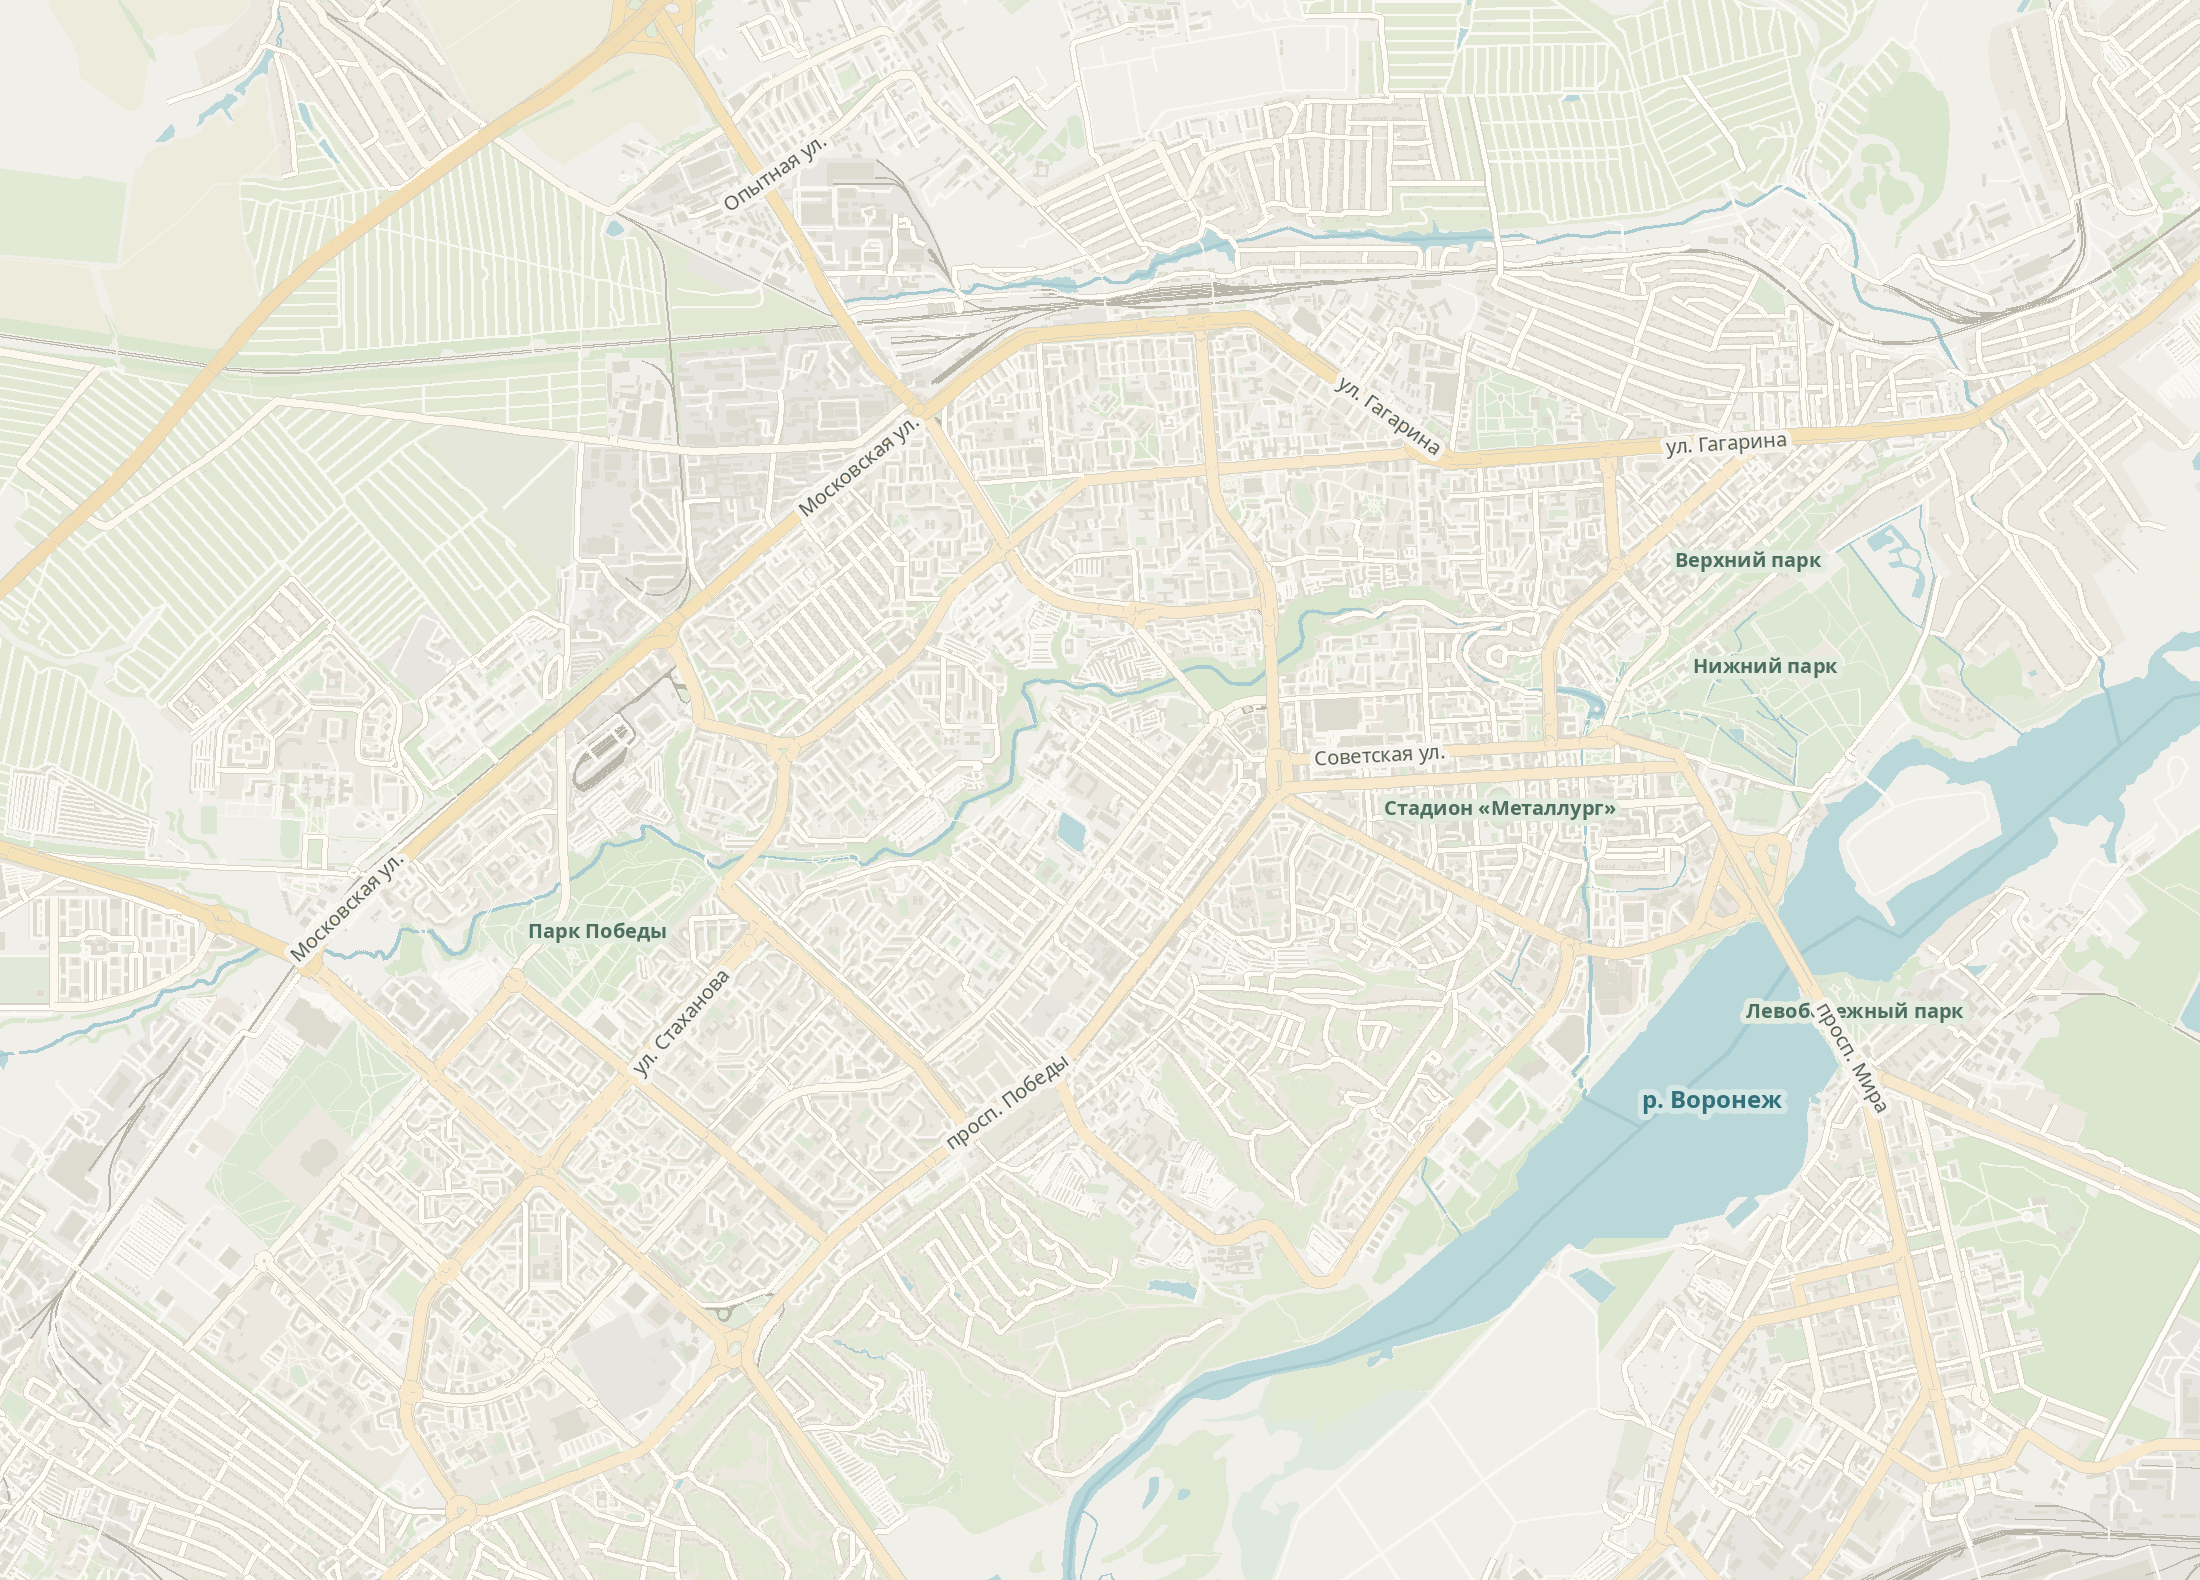 Опытная ул.
ул. Гагарина
ул. Гагарина
Московская ул.
Верхний парк
Нижний парк
Советская ул.
Стадион «Металлург»
Московская ул.
Парк Победы
ул. Стаханова
просп. Мира
просп. Победы
р. Воронеж